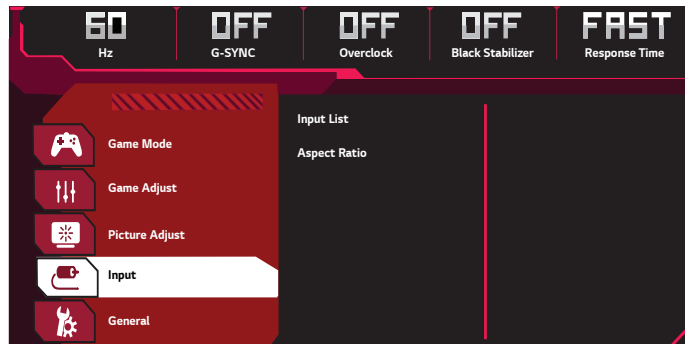 60 OFF OFF OFF FAST
Hz G-SYNC Overclock Black Stabilizer Response Time
Input List
Game Mode
Aspect Ratio
Game Adjust
Picture Adjust
Input
General